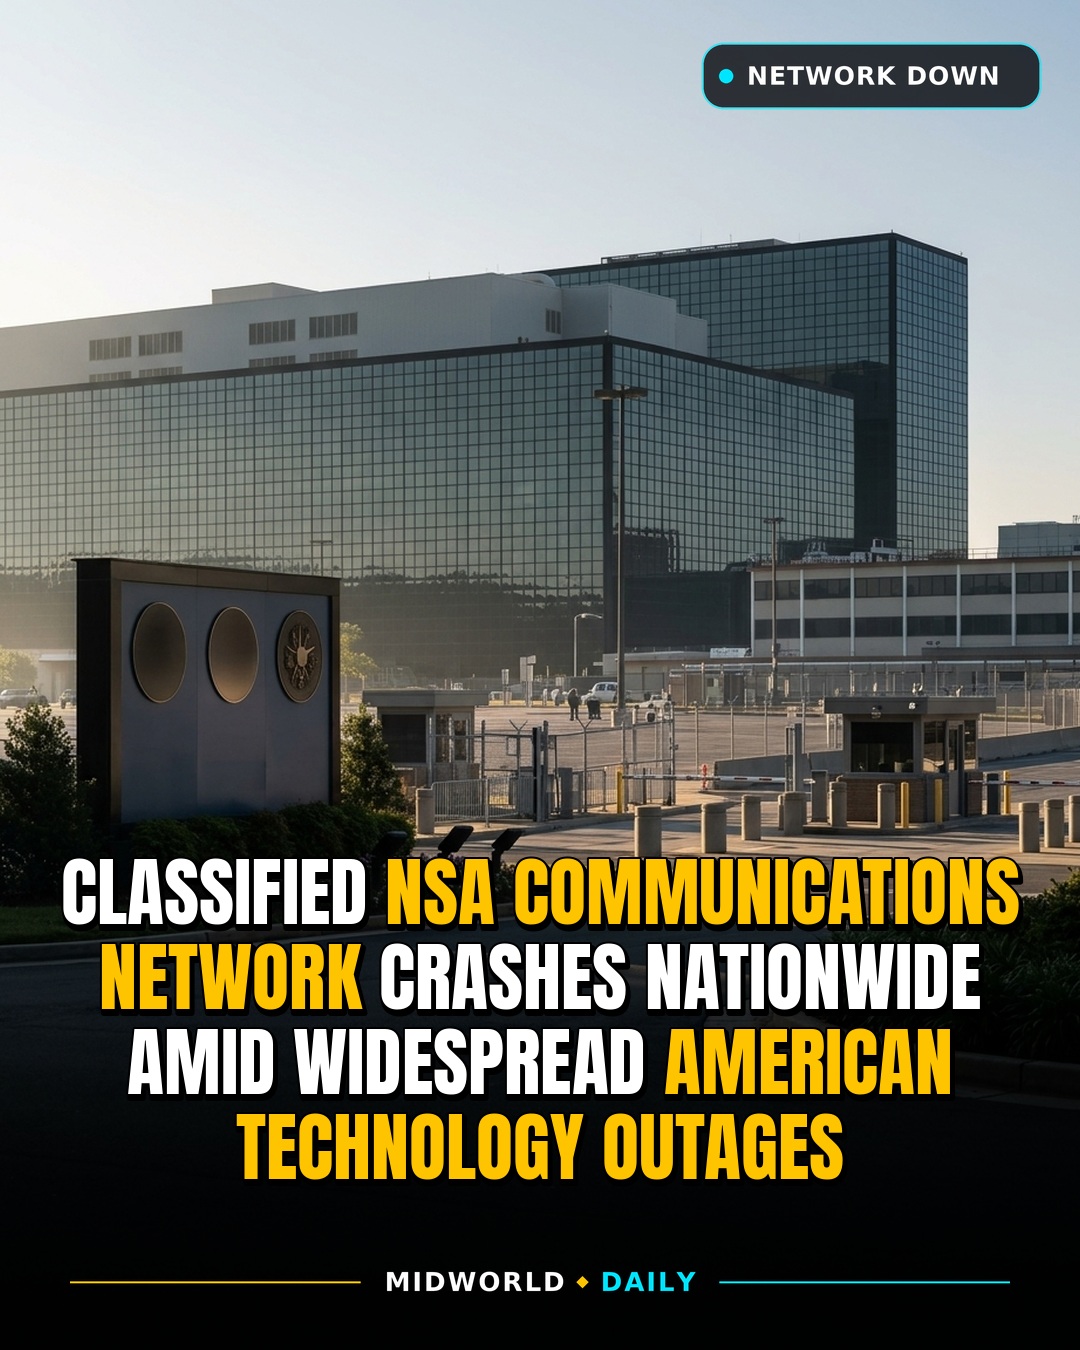 NETWORK DOWN
CLASSIFIED NSA COMMUNICATIONS
NETWORK CRASHES NATIONWIDE
AMID WIDESPREAD AMERICAN
TECHNOLOGY OUTAGES
MIDWORLD DAILY